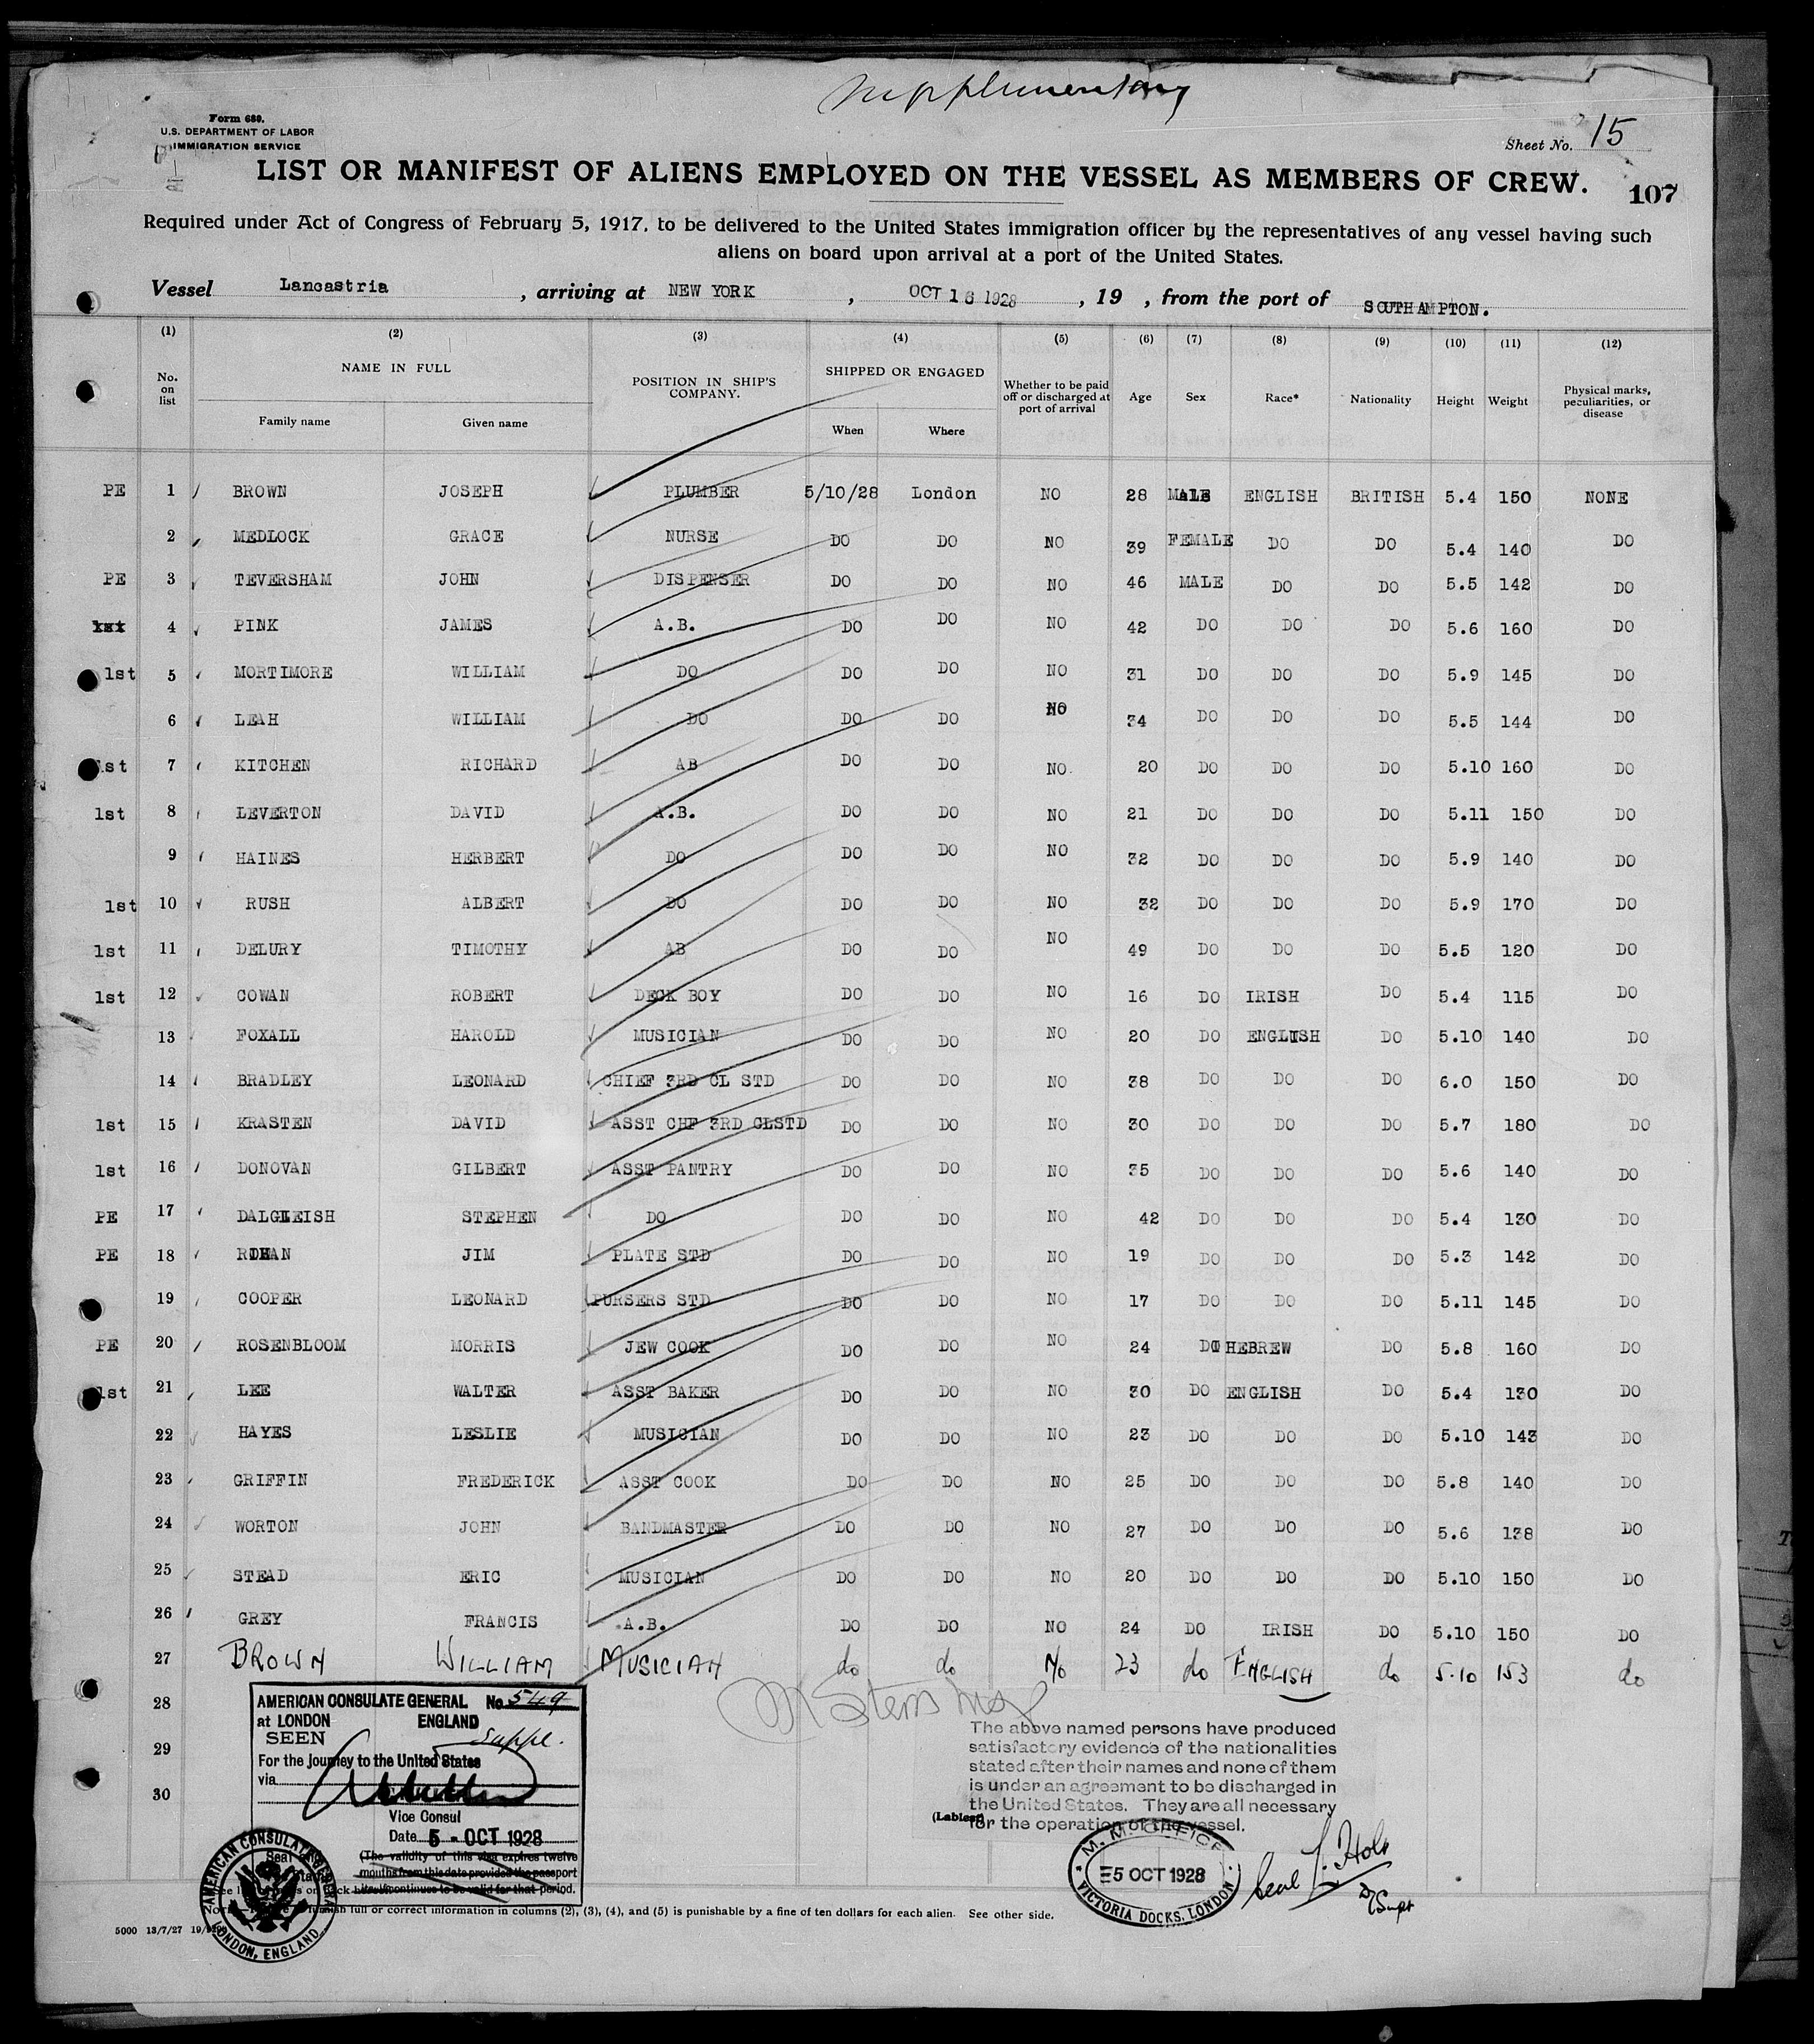 Supplementary
Form 680.
U.S. DEPARTMENT OF LABOR
IMMIGRATION SERVICE
Sheet No. 15
LIST OR MANIFEST OF ALIENS EMPLOYED ON THE VESSEL AS MEMBERS OF CREW.
107
Required under Act of Congress of February 5, 1917, to be delivered to the United States immigration officer by the representatives of any vessel having such
aliens on board upon arrival at a port of the United States.
Vessel Lancastria, arriving at NEW YORK, OCT 16 1928, 19 , from the port of SOUTHAMPTON.
(1) (2) (3) (4) (5) (6) (7) (8) (9) (10) (11) (12)
No. on list NAME IN FULL Family name Given name POSITION IN SHIP'S COMPANY. SHIPPED OR ENGAGED When Where Whether to be paid off or discharged at port of arrival Age Sex Race* Nationality Height Weight Physical marks, peculiarities, or disease
PE 1 BROWN JOSEPH PLUMBER 5/10/28 London NO 28 MALE ENGLISH BRITISH 5.4 150 NONE
2 MEDLOCK GRACE NURSE DO DO NO 39 FEMALE DO DO 5.4 140 DO
PE 3 TEVERSHAM JOHN DISPENSER DO DO NO 46 MALE DO DO 5.5 142 DO
4 PINK JAMES A.B. DO DO NO 42 DO DO DO 5.6 160 DO
1st 5 MORTIMORE WILLIAM DO DO DO NO 31 DO DO DO 5.9 145 DO
6 LEAH WILLIAM DO DO DO NO 34 DO DO DO 5.5 144 DO
1st 7 KITCHEN RICHARD AB DO DO NO. 20 DO DO DO 5.10 160 DO
1st 8 LEVERTON DAVID A.B. DO DO NO 21 DO DO DO 5.11 150 DO
9 HAINES HERBERT DO DO DO NO 32 DO DO DO 5.9 140 DO
1st 10 RUSH ALBERT DO DO DO NO 32 DO DO DO 5.9 170 DO
1st 11 DELURY TIMOTHY AB DO DO NO 49 DO DO DO 5.5 120 DO
1st 12 COWAN ROBERT DECK BOY DO DO NO 16 DO IRISH DO 5.4 115 DO
13 FOXALL HAROLD MUSICIAN DO DO NO 20 DO ENGLISH DO 5.10 140 DO
14 BRADLEY LEONARD CHIEF 3RD CL STD DO DO NO 38 DO DO DO 6.0 150 DO
1st 15 KRASTEN DAVID ASST CHF 3RD CLSTD DO DO NO 30 DO DO DO 5.7 180 DO
1st 16 DONOVAN GILBERT ASST PANTRY DO DO NO 35 DO DO DO 5.6 140 DO
PE 17 DALGLEISH STEPHEN DO DO DO NO 42 DO DO DO 5.4 130 DO
PE 18 JIM PLATE STD DO DO NO 19 DO DO DO 5.3 142 DO
19 COOPER LEONARD PURSERS STD DO DO NO 17 DO DO DO 5.11 145 DO
PE 20 ROSENBLOOM MORRIS JEW COOK DO DO NO 24 DO HEBREW DO 5.8 160 DO
1st 21 LEE WALTER ASST BAKER DO DO NO 30 DO ENGLISH DO 5.4 130 DO
22 HAYES LESLIE MUSICIAN DO DO NO 23 DO DO DO 5.10 143 DO
23 GRIFFIN FREDERICK ASST COOK DO DO NO 25 DO DO DO 5.8 140 DO
24 WORTON JOHN BANDMASTER DO DO NO 27 DO DO DO 5.6 138 DO
25 STEAD ERIC MUSICIAN DO DO NO 20 DO DO DO 5.10 150 DO
26 GREY FRANCIS A.B. DO DO NO 24 DO IRISH DO 5.10 150 DO
27 BROWN WILLIAM MUSICIAN do do No 23 do ENGLISH do 5.10 153 do
28
29
30
AMERICAN CONSULATE GENERAL No. 549
at LONDON ENGLAND
SEEN Supple.
For the Journey to the United States
via
Vice Consul
Date 5 - OCT 1928
(The validity of this visa expires twelve
months from this date provided the passport
itself continues to be valid for that period.
AMERICAN CONSULATE GENERAL
LONDON, ENGLAND
The above named persons have produced
satisfactory evidence of the nationalities
stated after their names and none of them
is under an agreement to be discharged in
the United States. They are all necessary
for the operation of the vessel.
M. M. OFFICE
5 OCT 1928
VICTORIA DOCKS, LONDON
D/Supt
furnish full or correct information in columns (2), (3), (4), and (5) is punishable by a fine of ten dollars for each alien. See other side.
5000 13/7/27